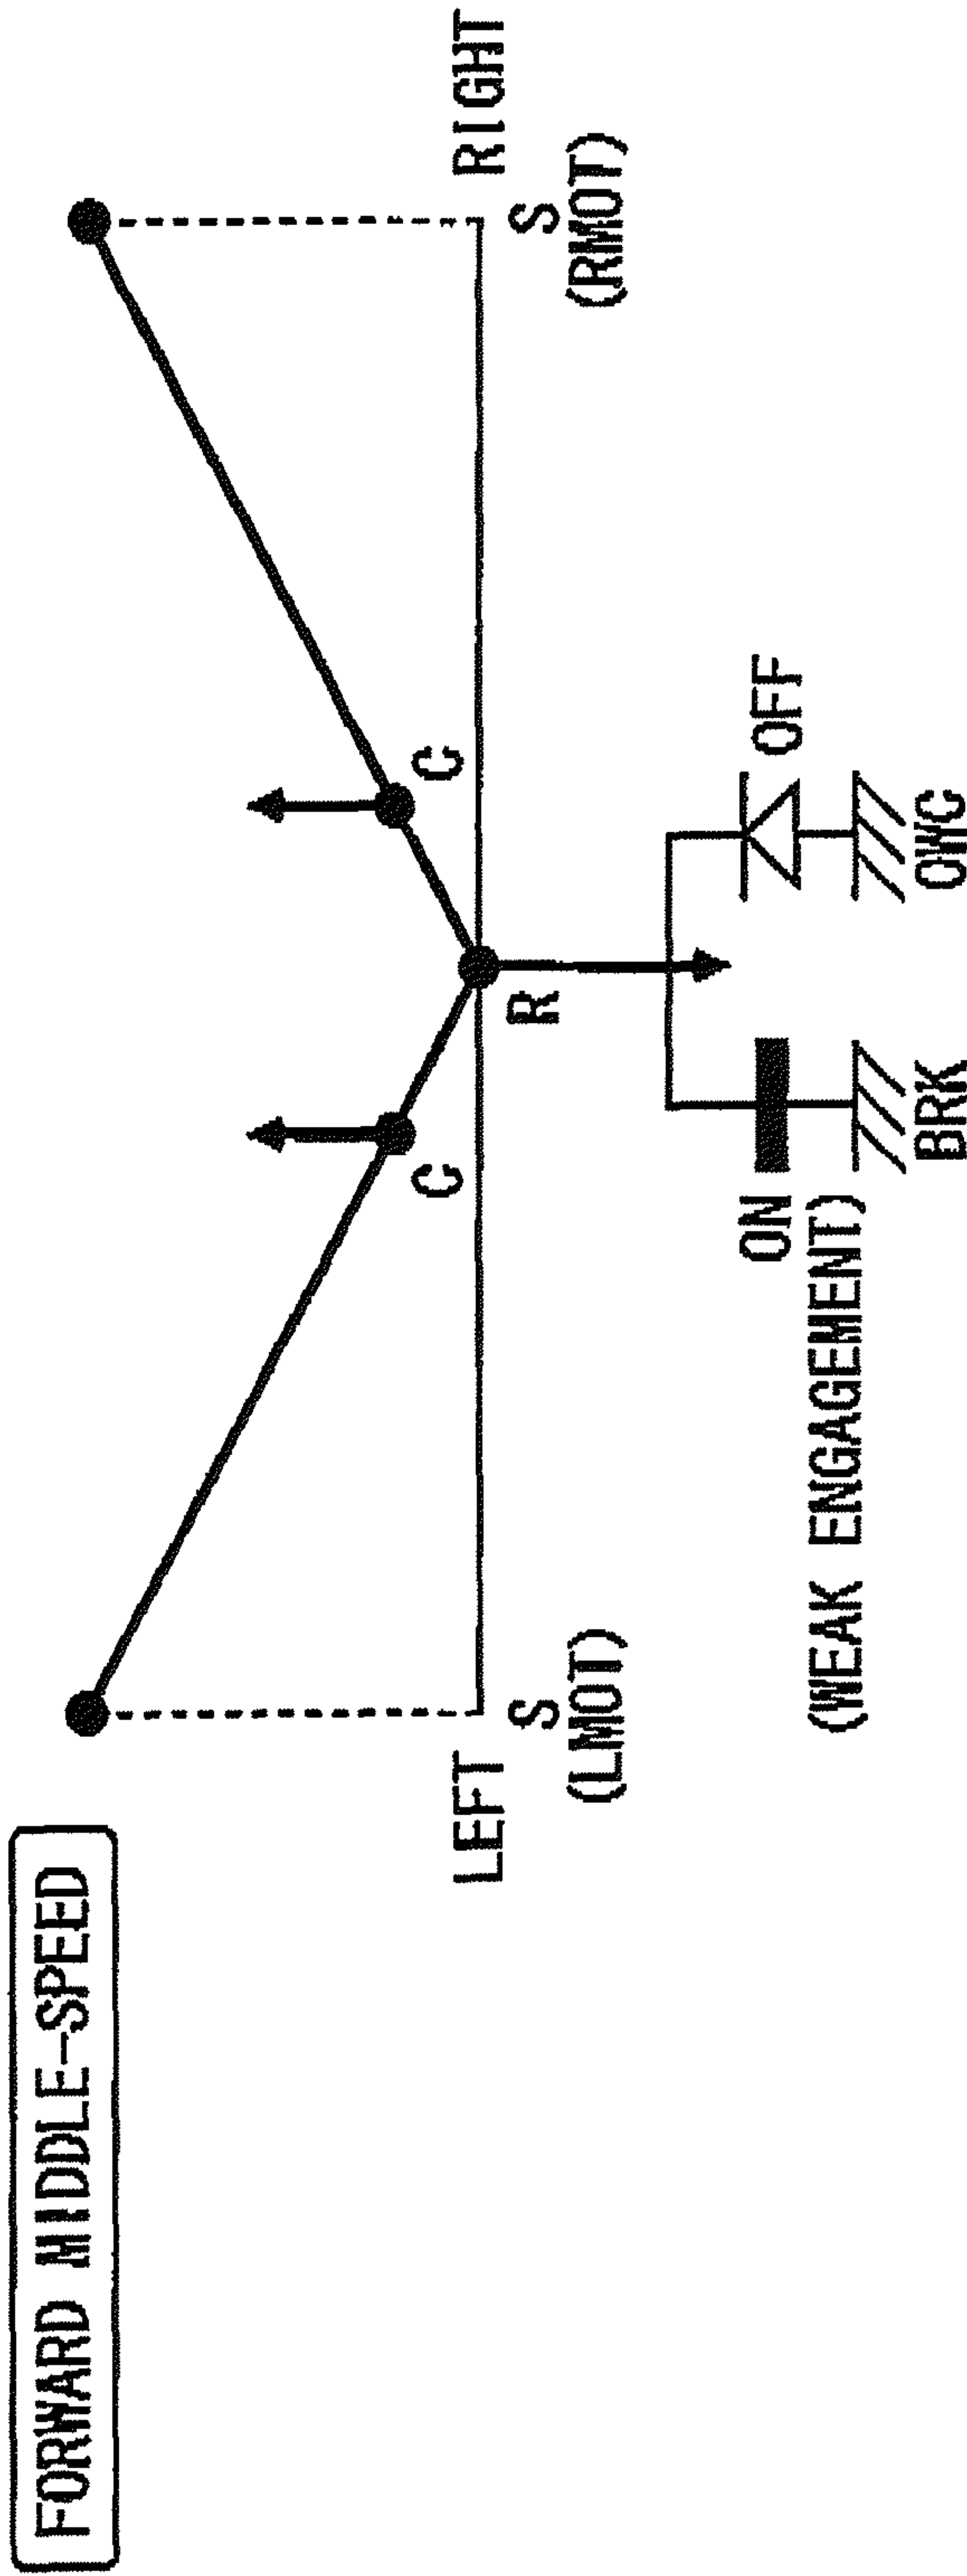 FORWARD MIDDLE-SPEED
C
C
LEFT
R
RIGHT
S
(LMOT)
S
(RMOT)
ON
(WEAK ENGAGEMENT)
OFF
BRK
OWC